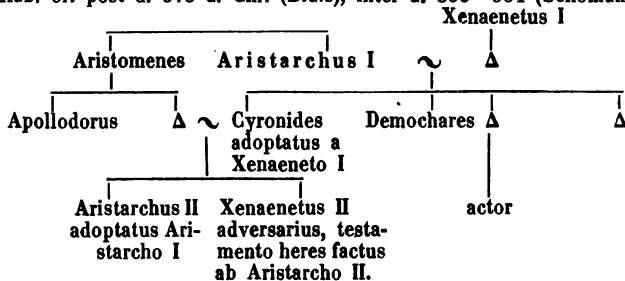 Xenaenetus I
Aristomenes Aristarchus I ~ Δ
Apollodorus Δ ~ Cyronides Demochares Δ Δ
adoptatus a
Xenaeneto I
Aristarchus II Xenaenetus II actor
adoptatus Ari- adversarius, testa-
starcho I mento heres factus
ab Aristarcho II.